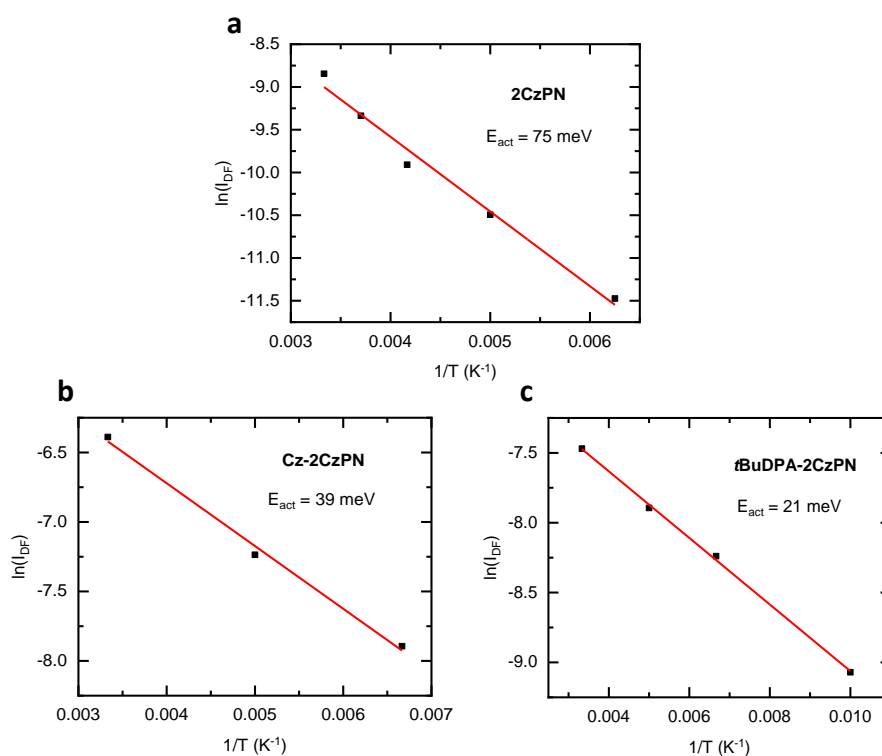 a
-8.5
-9.0
-9.5
-10.0
-10.5
-11.0
-11.5
ln(I_DF)
2CzPN
E_act = 75 meV
0.003 0.004 0.005 0.006
1/T (K⁻¹)
b
-6.5
-7.0
-7.5
-8.0
ln(I_DF)
Cz-2CzPN
E_act = 39 meV
0.003 0.004 0.005 0.006 0.007
1/T (K⁻¹)
c
-7.5
-8.0
-8.5
-9.0
ln(I_DF)
tBuDPA-2CzPN
E_act = 21 meV
0.004 0.006 0.008 0.010
1/T (K⁻¹)